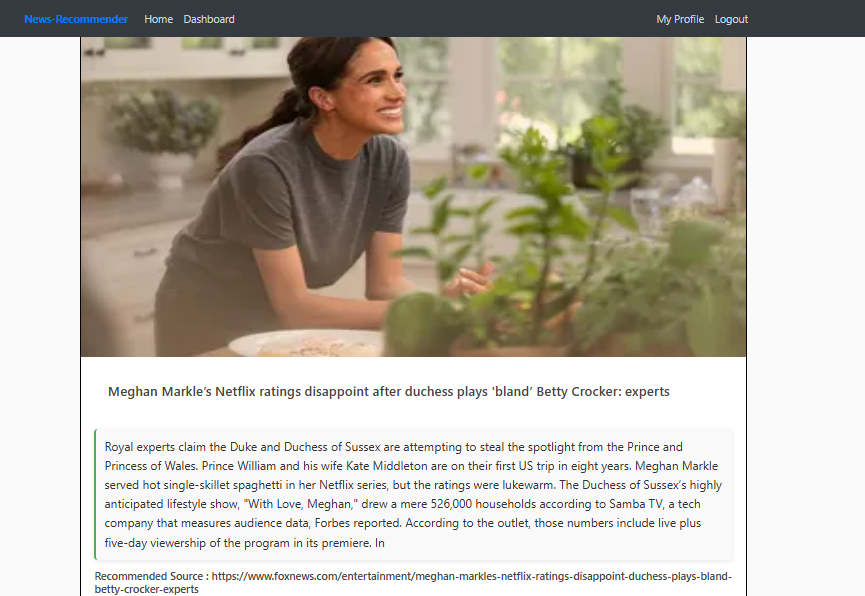 News-Recommender Home Dashboard My Profile Logout
Meghan Markle’s Netflix ratings disappoint after duchess plays 'bland’ Betty Crocker: experts
Royal experts claim the Duke and Duchess of Sussex are attempting to steal the spotlight from the Prince and
Princess of Wales. Prince William and his wife Kate Middleton are on their first US trip in eight years. Meghan Markle
served hot single-skillet spaghetti in her Netflix series, but the ratings were lukewarm. The Duchess of Sussex’s highly
anticipated lifestyle show, "With Love, Meghan," drew a mere 526,000 households according to Samba TV, a tech
company that measures audience data, Forbes reported. According to the outlet, those numbers include live plus
five-day viewership of the program in its premiere. In
Recommended Source : https://www.foxnews.com/entertainment/meghan-markles-netflix-ratings-disappoint-duchess-plays-bland-
betty-crocker-experts